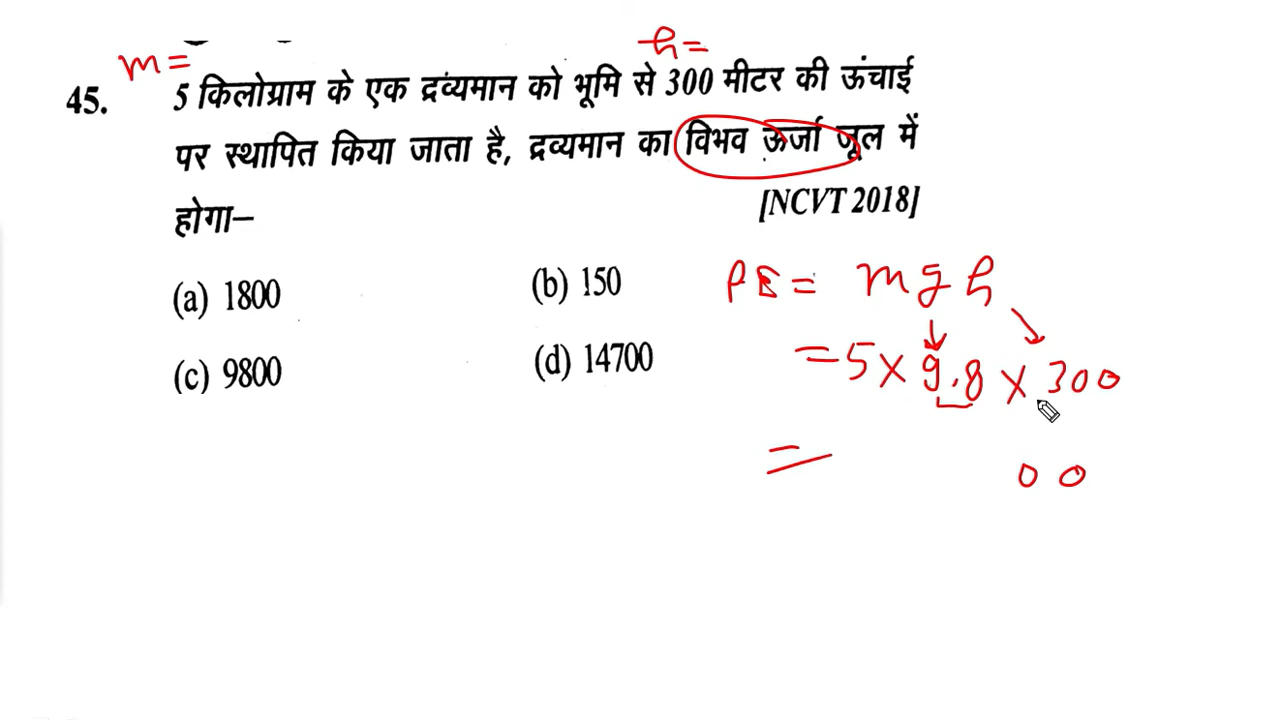 m = h =
45. 5 किलोग्राम के एक द्रव्यमान को भूमि से 300 मीटर की ऊंचाई
पर स्थापित किया जाता है, द्रव्यमान का विभव ऊर्जा जूल में
होगा–
[NCVT 2018]
(a) 1800 (b) 150
(c) 9800 (d) 14700
PE = mgh
= 5 × 9.8 × 300
= 00